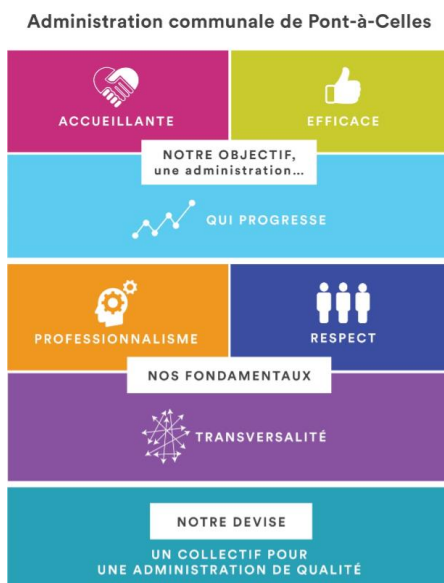 Administration communale de Pont-à-Celles
ACCUEILLANTE
EFFICACE
NOTRE OBJECTIF,
une administration...
QUI PROGRESSE
PROFESSIONNALISME
RESPECT
NOS FONDAMENTAUX
TRANSVERSALITÉ
NOTRE DEVISE
UN COLLECTIF POUR
UNE ADMINISTRATION DE QUALITÉ